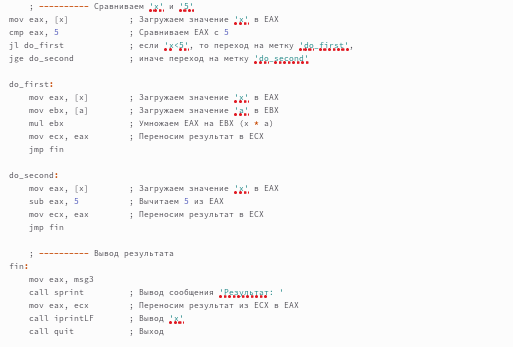 ; ---------- Сравниваем 'x' и '5'
mov eax, [x] ; Загружаем значение 'x' в EAX
cmp eax, 5 ; Сравниваем EAX с 5
jl do_first ; если 'x<5', то переход на метку 'do_first',
jge do_second ; иначе переход на метку 'do_second'
do_first:
mov eax, [x] ; Загружаем значение 'x' в EAX
mov ebx, [a] ; Загружаем значение 'a' в EBX
mul ebx ; Умножаем EAX на EBX (x * a)
mov ecx, eax ; Переносим результат в ECX
jmp fin
do_second:
mov eax, [x] ; Загружаем значение 'x' в EAX
sub eax, 5 ; Вычитаем 5 из EAX
mov ecx, eax ; Переносим результат в ECX
jmp fin
; ---------- Вывод результата
fin:
mov eax, msg3
call sprint ; Вывод сообщения 'Результат: '
mov eax, ecx ; Переносим результат из ECX в EAX
call iprintLF ; Вывод 'x'
call quit ; Выход